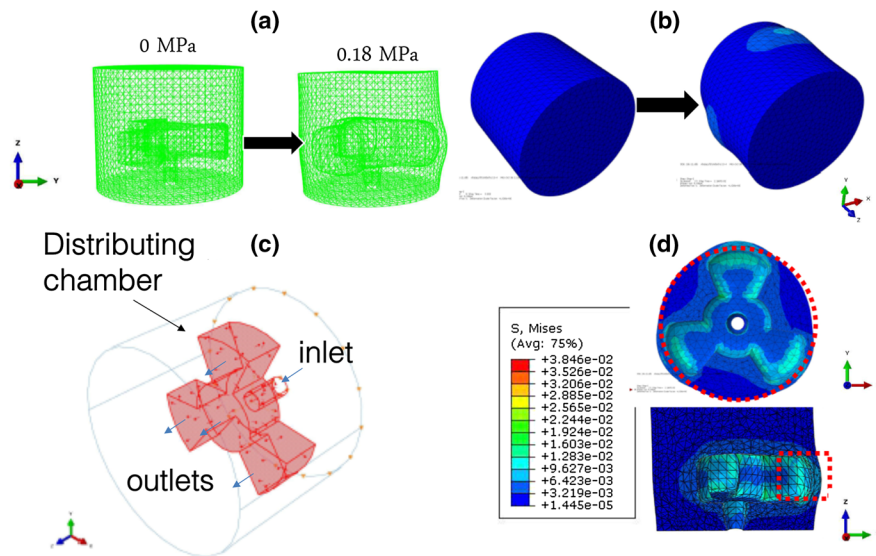 (a)
0 MPa
0.18 MPa
Z
Y
(b)
Y
X
Z
(c)
Distributing
chamber
inlet
outlets
Y
Z
X
(d)
S, Mises
(Avg: 75%)
+3.846e-02
+3.526e-02
+3.206e-02
+2.885e-02
+2.565e-02
+2.244e-02
+1.924e-02
+1.603e-02
+1.283e-02
+9.627e-03
+6.423e-03
+3.219e-03
+1.445e-05
Y
X
Z
Y